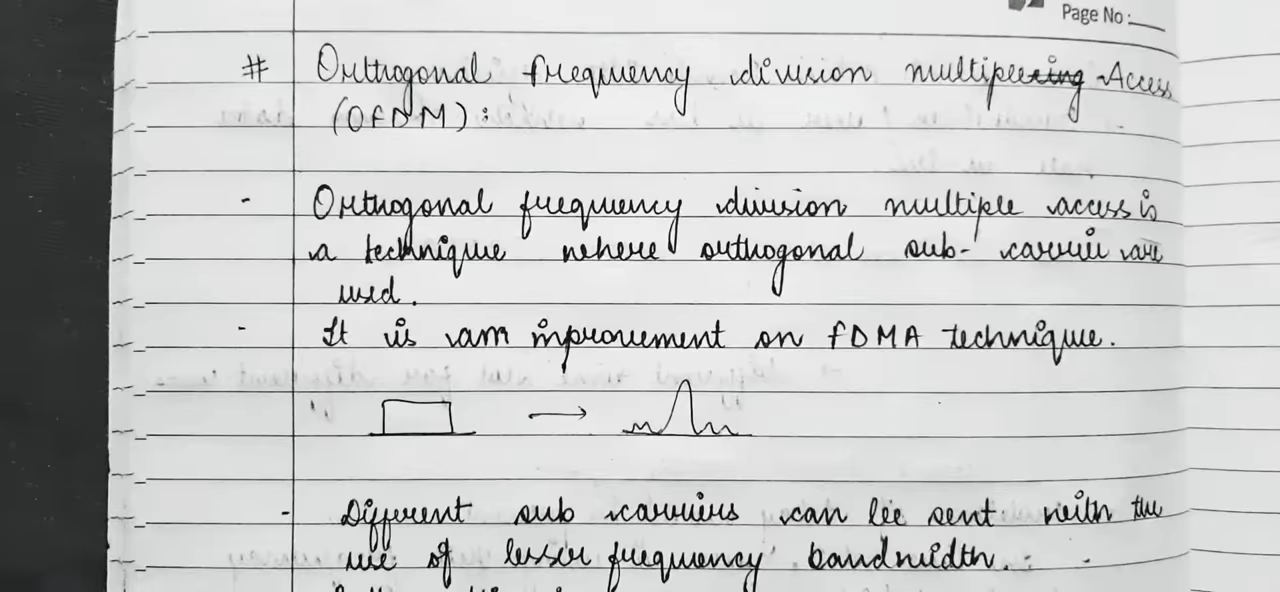 Page No :
# Orthogonal frequency division multiple Access
(OFDM) :
- Orthogonal frequency division multiple access is
a technique where orthogonal sub- carrier are
used.
- It is am improvement on FDMA technique.
- Different sub carriers can be sent with the
use of lesser frequency bandwidth.